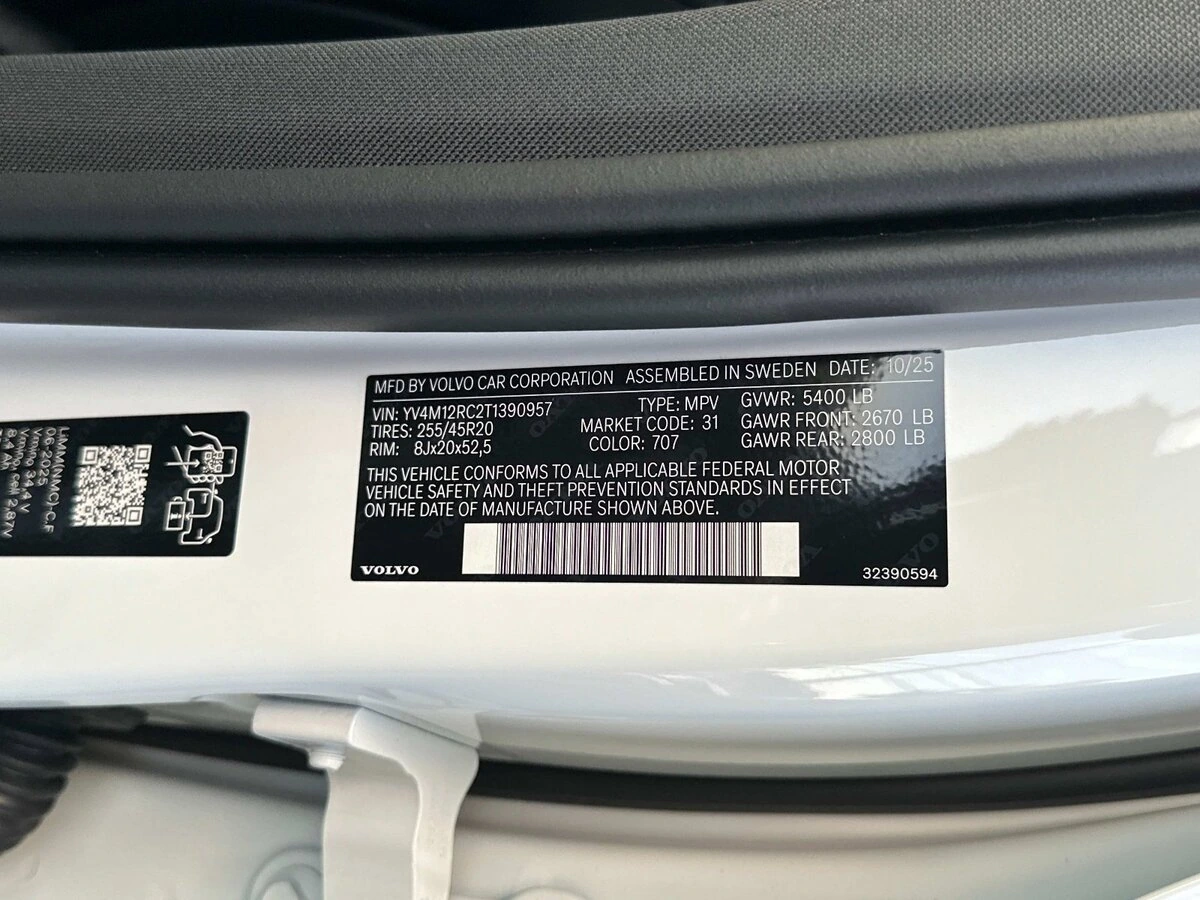 MFD BY VOLVO CAR CORPORATION ASSEMBLED IN SWEDEN DATE: 10/25
VIN: YV4M12RC2T1390957 TYPE: MPV GVWR: 5400 LB
TIRES: 255/45R20 MARKET CODE: 31 GAWR FRONT: 2670 LB
RIM: 8Jx20x52,5 COLOR: 707 GAWR REAR: 2800 LB
THIS VEHICLE CONFORMS TO ALL APPLICABLE FEDERAL MOTOR
VEHICLE SAFETY AND THEFT PREVENTION STANDARDS IN EFFECT
ON THE DATE OF MANUFACTURE SHOWN ABOVE.
VOLVO 32390594
06-2025